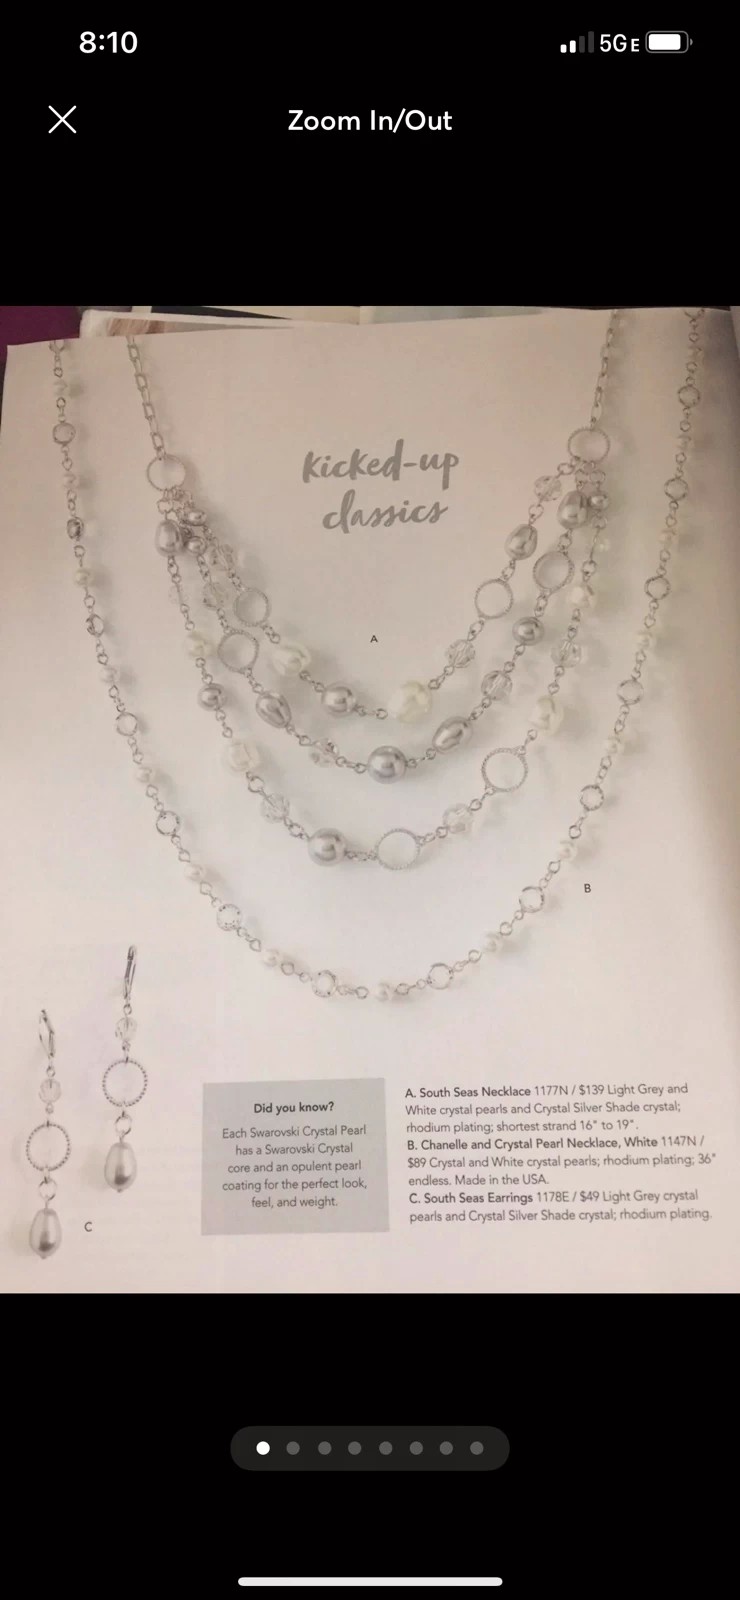 8:10
5GE
Zoom In/Out
kicked-up
classics
A
B
C
Did you know?
Each Swarovski Crystal Pearl
has a Swarovski Crystal
core and an opulent pearl
coating for the perfect look,
feel, and weight.
A. South Seas Necklace 1177N / $139 Light Grey and
White crystal pearls and Crystal Silver Shade crystal;
rhodium plating; shortest strand 16" to 19".
B. Chanelle and Crystal Pearl Necklace, White 1147N /
$89 Crystal and White crystal pearls; rhodium plating; 36"
endless. Made in the USA.
C. South Seas Earrings 1178E / $49 Light Grey crystal
pearls and Crystal Silver Shade crystal; rhodium plating.